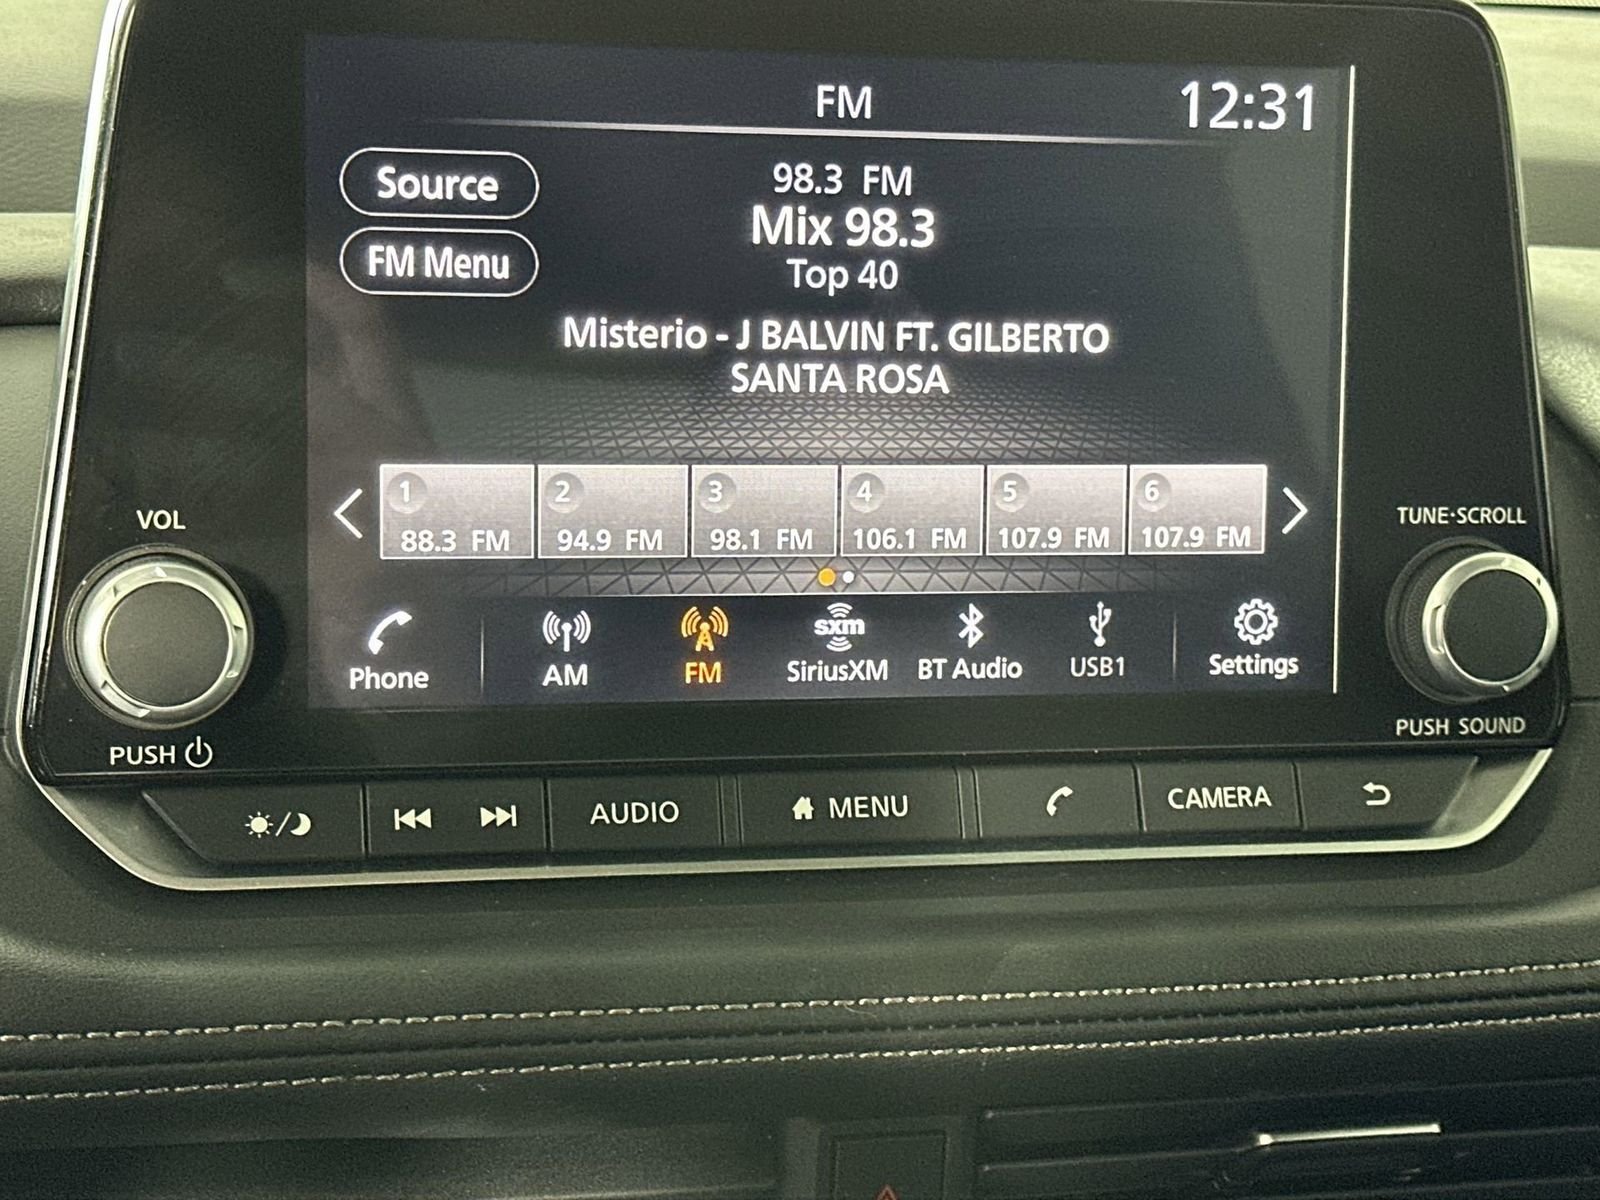 FM
12:31
Source
FM Menu
98.3 FM
Mix 98.3
Top 40
Misterio - J BALVIN FT. GILBERTO
SANTA ROSA
1
88.3 FM
2
94.9 FM
3
98.1 FM
4
106.1 FM
5
107.9 FM
6
107.9 FM
VOL
PUSH
TUNE·SCROLL
PUSH SOUND
Phone
AM
FM
sxm
SiriusXM
BT Audio
USB1
Settings
AUDIO
MENU
CAMERA